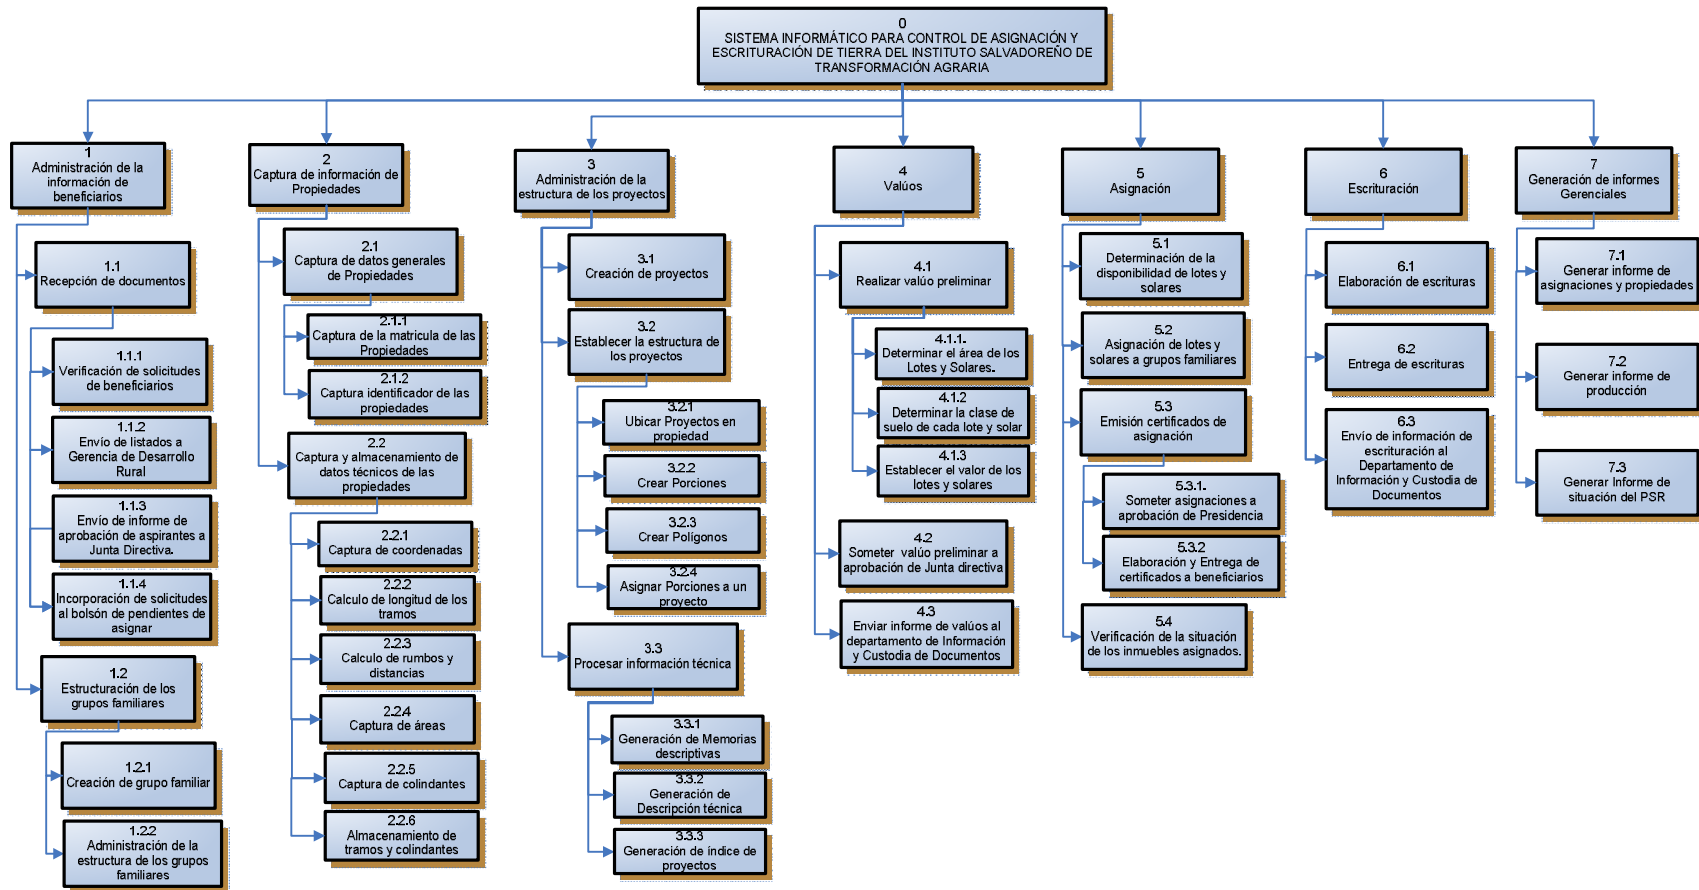 0
SISTEMA INFORMÁTICO PARA CONTROL DE ASIGNACIÓN Y
ESCRITURACIÓN DE TIERRA DEL INSTITUTO SALVADOREÑO DE
TRANSFORMACIÓN AGRARIA
1
Administración de la
información de
beneficiarios
1.1
Recepción de documentos
1.1.1
Verificación de solicitudes
de beneficiarios
1.1.2
Envío de listados a
Gerencia de Desarrollo
Rural
1.1.3
Envío de informe de
aprobación de aspirantes a
Junta Directiva.
1.1.4
Incorporación de solicitudes
al bolsón de pendientes de
asignar
1.2
Estructuración de los
grupos familiares
1.2.1
Creación de grupo familiar
1.2.2
Administración de la
estructura de los grupos
familiares
2
Captura de información de
Propiedades
2.1
Captura de datos generales
de Propiedades
2.1.1
Captura de la matricula de las
Propiedades
2.1.2
Captura identificador de las
propiedades
2.2
Captura y almacenamiento de
datos técnicos de las
propiedades
2.2.1
Captura de coordenadas
2.2.2
Calculo de longitud de los
tramos
2.2.3
Calculo de rumbos y
distancias
2.2.4
Captura de áreas
2.2.5
Captura de colindantes
2.2.6
Almacenamiento de
tramos y colindantes
3
Administración de la
estructura de los proyectos
3.1
Creación de proyectos
3.2
Establecer la estructura de
los proyectos
3.2.1
Ubicar Proyectos en
propiedad
3.2.2
Crear Porciones
3.2.3
Crear Polígonos
3.2.4
Asignar Porciones a un
proyecto
3.3
Procesar información técnica
3.3.1
Generación de Memorias
descriptivas
3.3.2
Generación de
Descripción técnica
3.3.3
Generación de índice de
proyectos
4
Valúos
4.1
Realizar valúo preliminar
4.1.1.
Determinar el área de los
Lotes y Solares.
4.1.2
Determinar la clase de
suelo de cada lote y solar
4.1.3
Establecer el valor de los
lotes y solares
4.2
Someter valúo preliminar a
aprobación de Junta directiva
4.3
Enviar informe de valúos al
departamento de Información
y Custodia de Documentos
5
Asignación
5.1
Determinación de la
disponibilidad de lotes y
solares
5.2
Asignación de lotes y
solares a grupos familiares
5.3
Emisión certificados de
asignación
5.3.1.
Someter asignaciones a
aprobación de Presidencia
5.3.2
Elaboración y Entrega de
certificados a beneficiarios
5.4
Verificación de la situación
de los inmuebles asignados.
6
Escrituración
6.1
Elaboración de escrituras
6.2
Entrega de escrituras
6.3
Envío de información de
escrituración al
Departamento de
Información y Custodia de
Documentos
7
Generación de informes
Gerenciales
7.1
Generar informe de
asignaciones y propiedades
7.2
Generar informe de
producción
7.3
Generar Informe de
situación del PSR